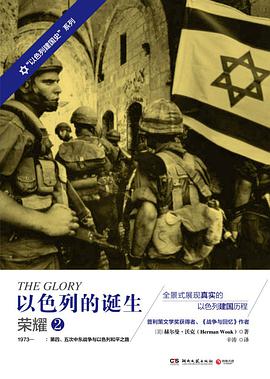 "以色列建国史"系列
THE GLORY
以色列的诞生
荣耀 2
1973— ：第四、五次中东战争与以色列和平之路
全景式展现真实的
以色列建国历程
普利策文学奖获得者、《战争与回忆》作者
[美]赫尔曼·沃克（Herman Wouk） 著
辛涛 译
湖南文艺出版社
博集天卷